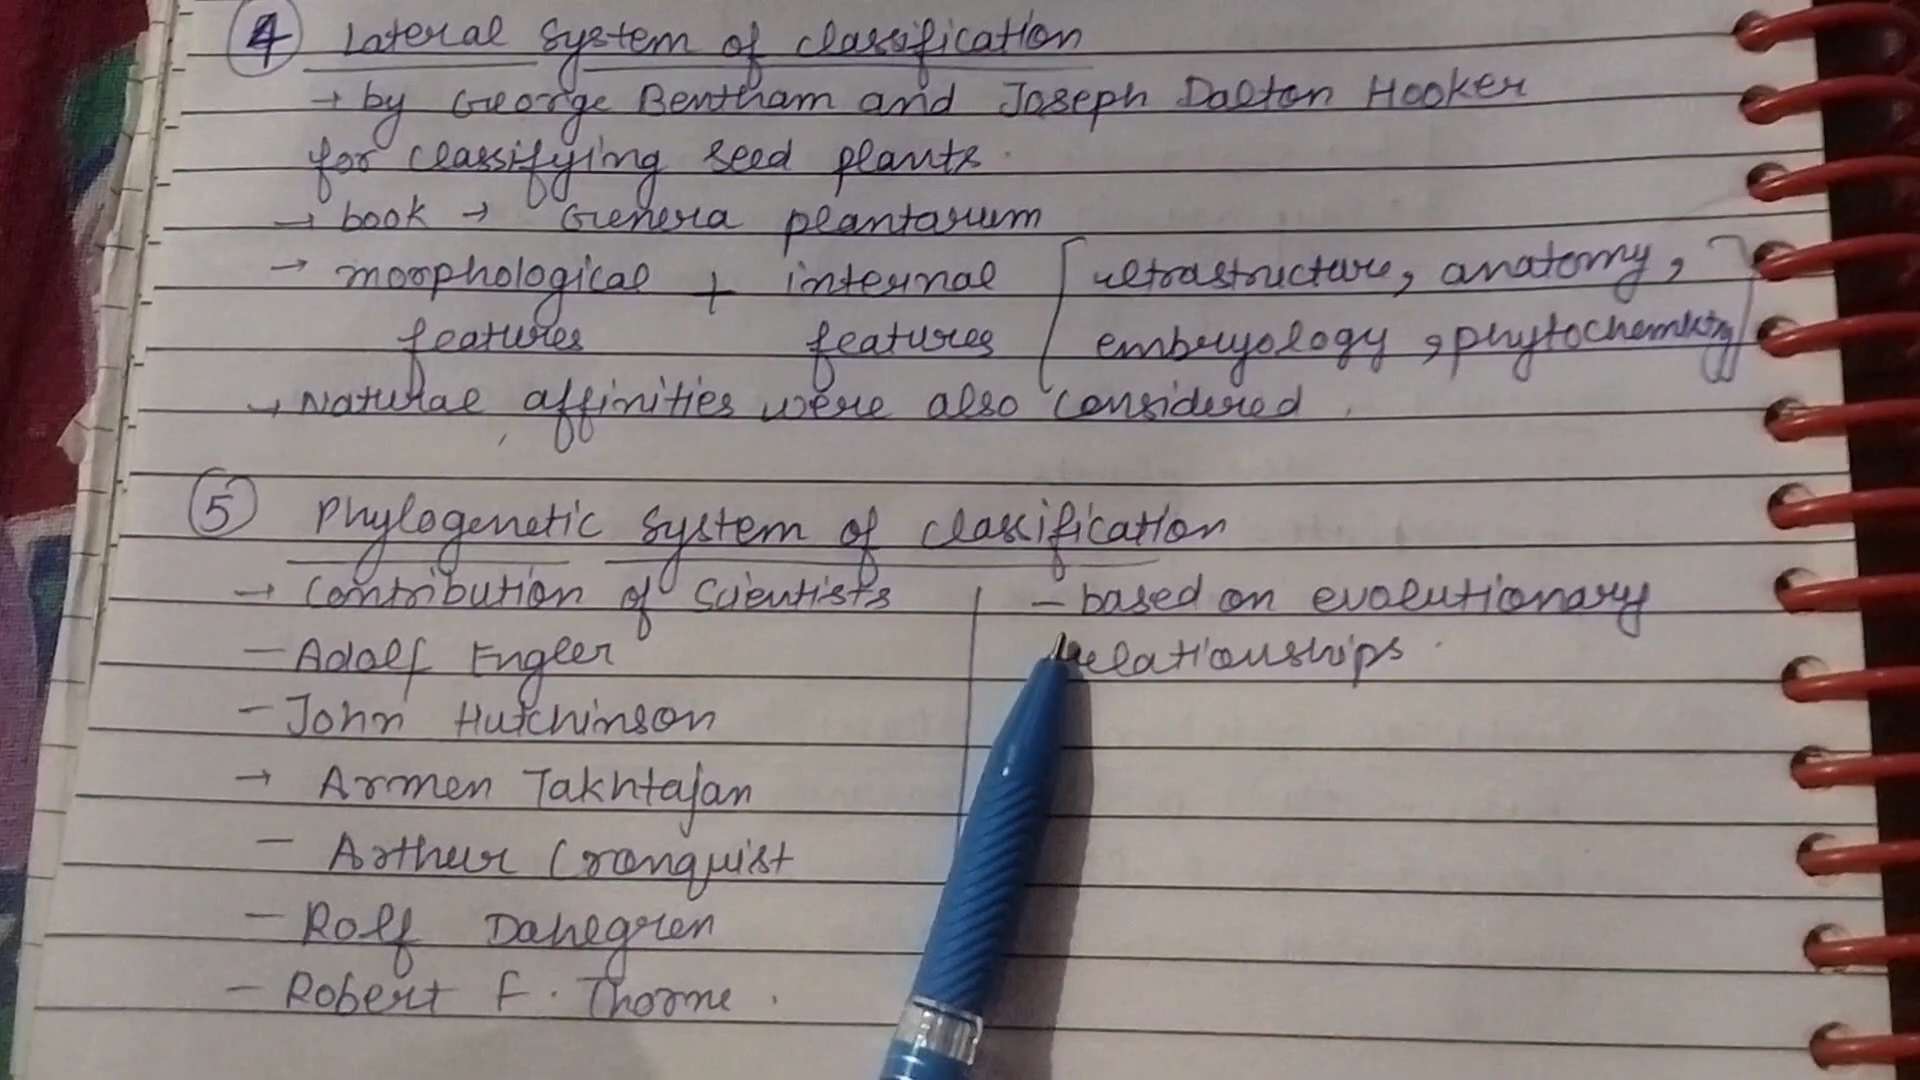 4 Lateral system of classification
→ by George Bentham and Joseph Dalton Hooker
for classifying seed plants.
→ book → Genera plantarum
→ morphological + internal [ultrastructure, anatomy,
features features embryology, phytochemistry]
→ Natural affinities were also considered.
5 Phylogenetic system of classification
→ Contribution of Scientists
- Adolf Engler
- John Hutchinson
→ Armen Takhtajan
- Arthur Cronquist
- Rolf Dahlgren
- Robert F. Thorne.
- based on evolutionary
relationships.